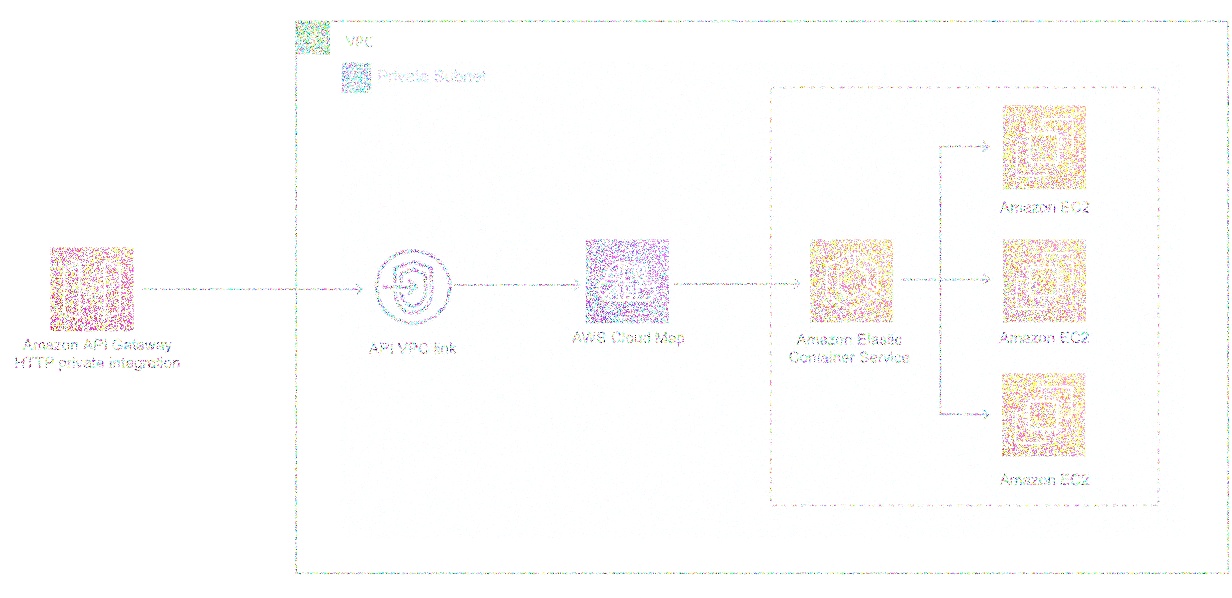 VPC
Private Subnet
Amazon EC2
Amazon API Gateway
HTTP private integration
API VPC link
AWS Cloud Map
Amazon Elastic
Container Service
Amazon EC2
Amazon EC2